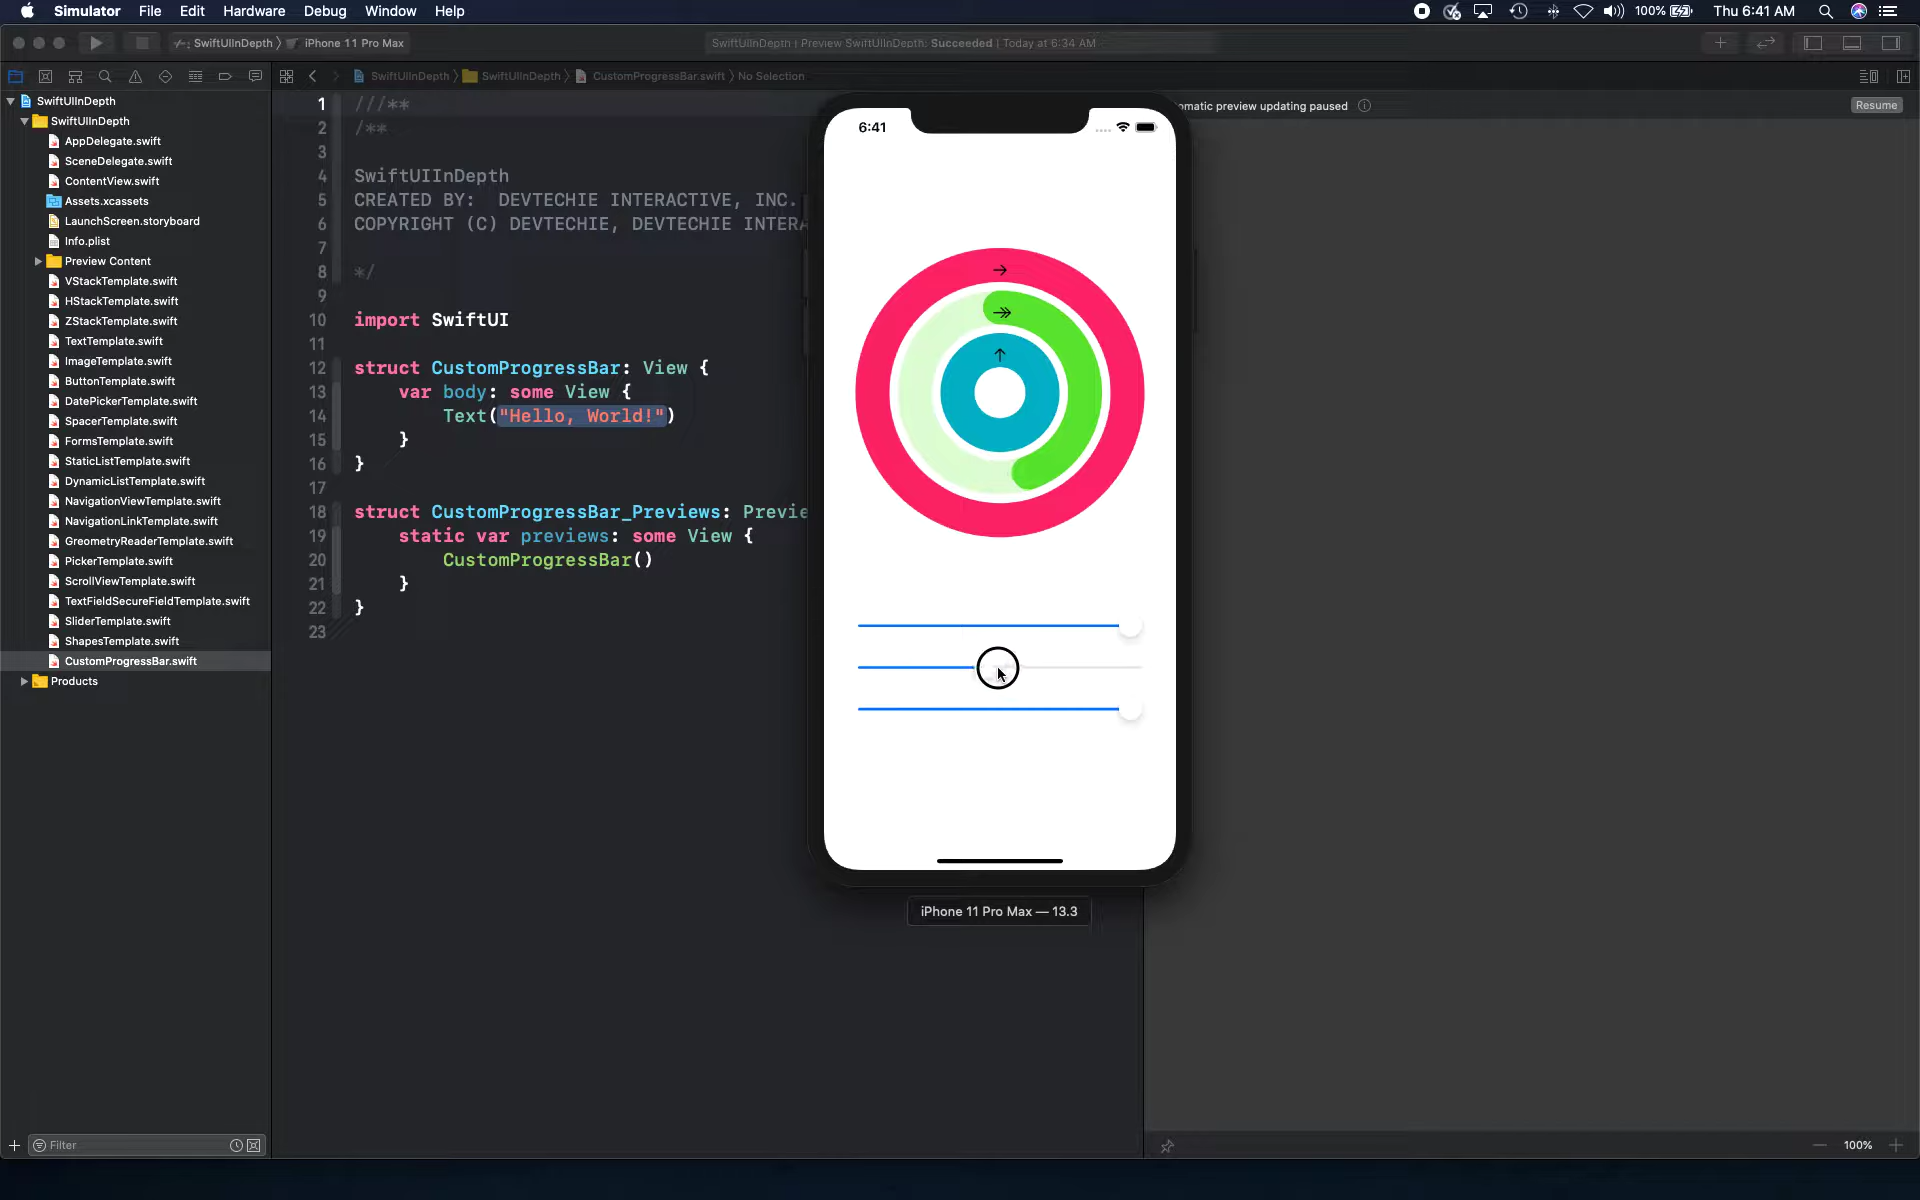 Simulator File Edit Hardware Debug Window Help
100% Thu 6:41 AM
SwiftUIInDepth iPhone 11 Pro Max
SwiftUIInDepth | Preview SwiftUIInDepth: Succeeded | Today at 6:34 AM
SwiftUIInDepth SwiftUIInDepth CustomProgressBar.swift No Selection
SwiftUIInDepth
SwiftUIInDepth
AppDelegate.swift
SceneDelegate.swift
ContentView.swift
Assets.xcassets
LaunchScreen.storyboard
Info.plist
Preview Content
VStackTemplate.swift
HStackTemplate.swift
ZStackTemplate.swift
TextTemplate.swift
ImageTemplate.swift
ButtonTemplate.swift
DatePickerTemplate.swift
SpacerTemplate.swift
FormsTemplate.swift
StaticListTemplate.swift
DynamicListTemplate.swift
NavigationViewTemplate.swift
NavigationLinkTemplate.swift
GreometryReaderTemplate.swift
PickerTemplate.swift
ScrollViewTemplate.swift
TextFieldSecureFieldTemplate.swift
SliderTemplate.swift
ShapesTemplate.swift
CustomProgressBar.swift
Products
Filter
1 ///**
2 /**
3
4 SwiftUIInDepth
5 CREATED BY: DEVTECHIE INTERACTIVE, INC.
6 COPYRIGHT (C) DEVTECHIE, DEVTECHIE INTERA
7
8 */
9
10 import SwiftUI
11
12 struct CustomProgressBar: View {
13 var body: some View {
14 Text("Hello, World!")
15 }
16 }
17
18 struct CustomProgressBar_Previews: Previe
19 static var previews: some View {
20 CustomProgressBar()
21 }
22 }
23
6:41
iPhone 11 Pro Max — 13.3
omatic preview updating paused
Resume
100%